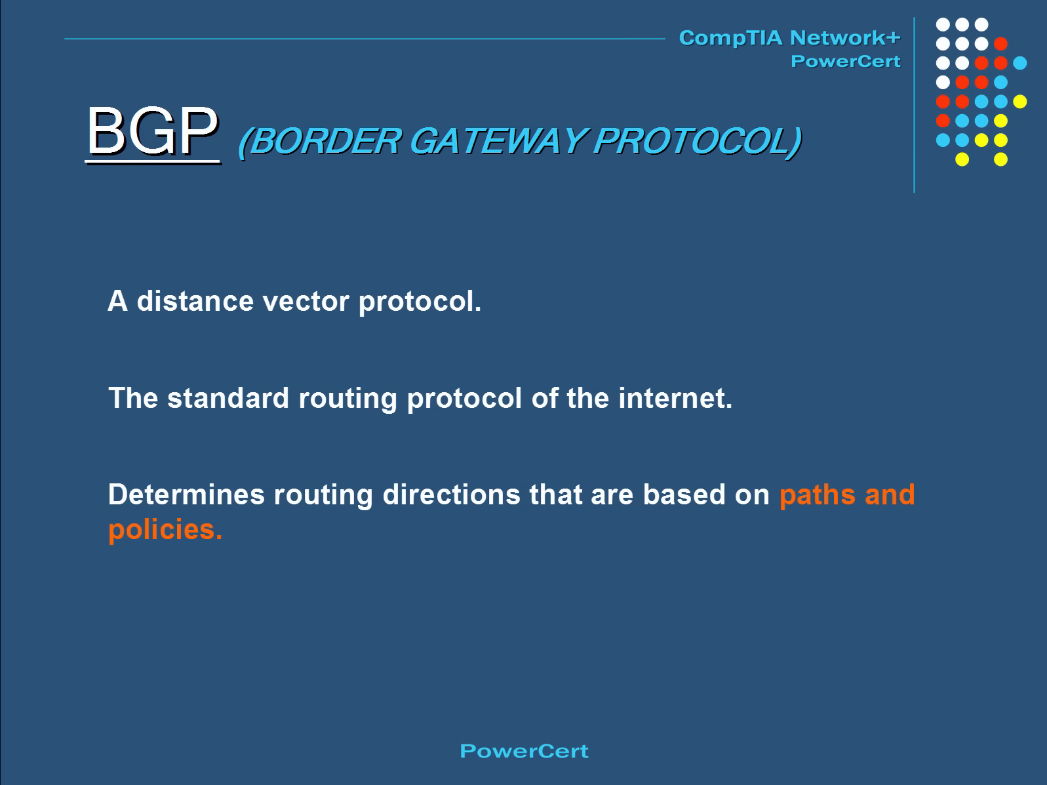 CompTIA Network+
PowerCert
BGP (BORDER GATEWAY PROTOCOL)
A distance vector protocol.
The standard routing protocol of the internet.
Determines routing directions that are based on paths and
policies.
PowerCert